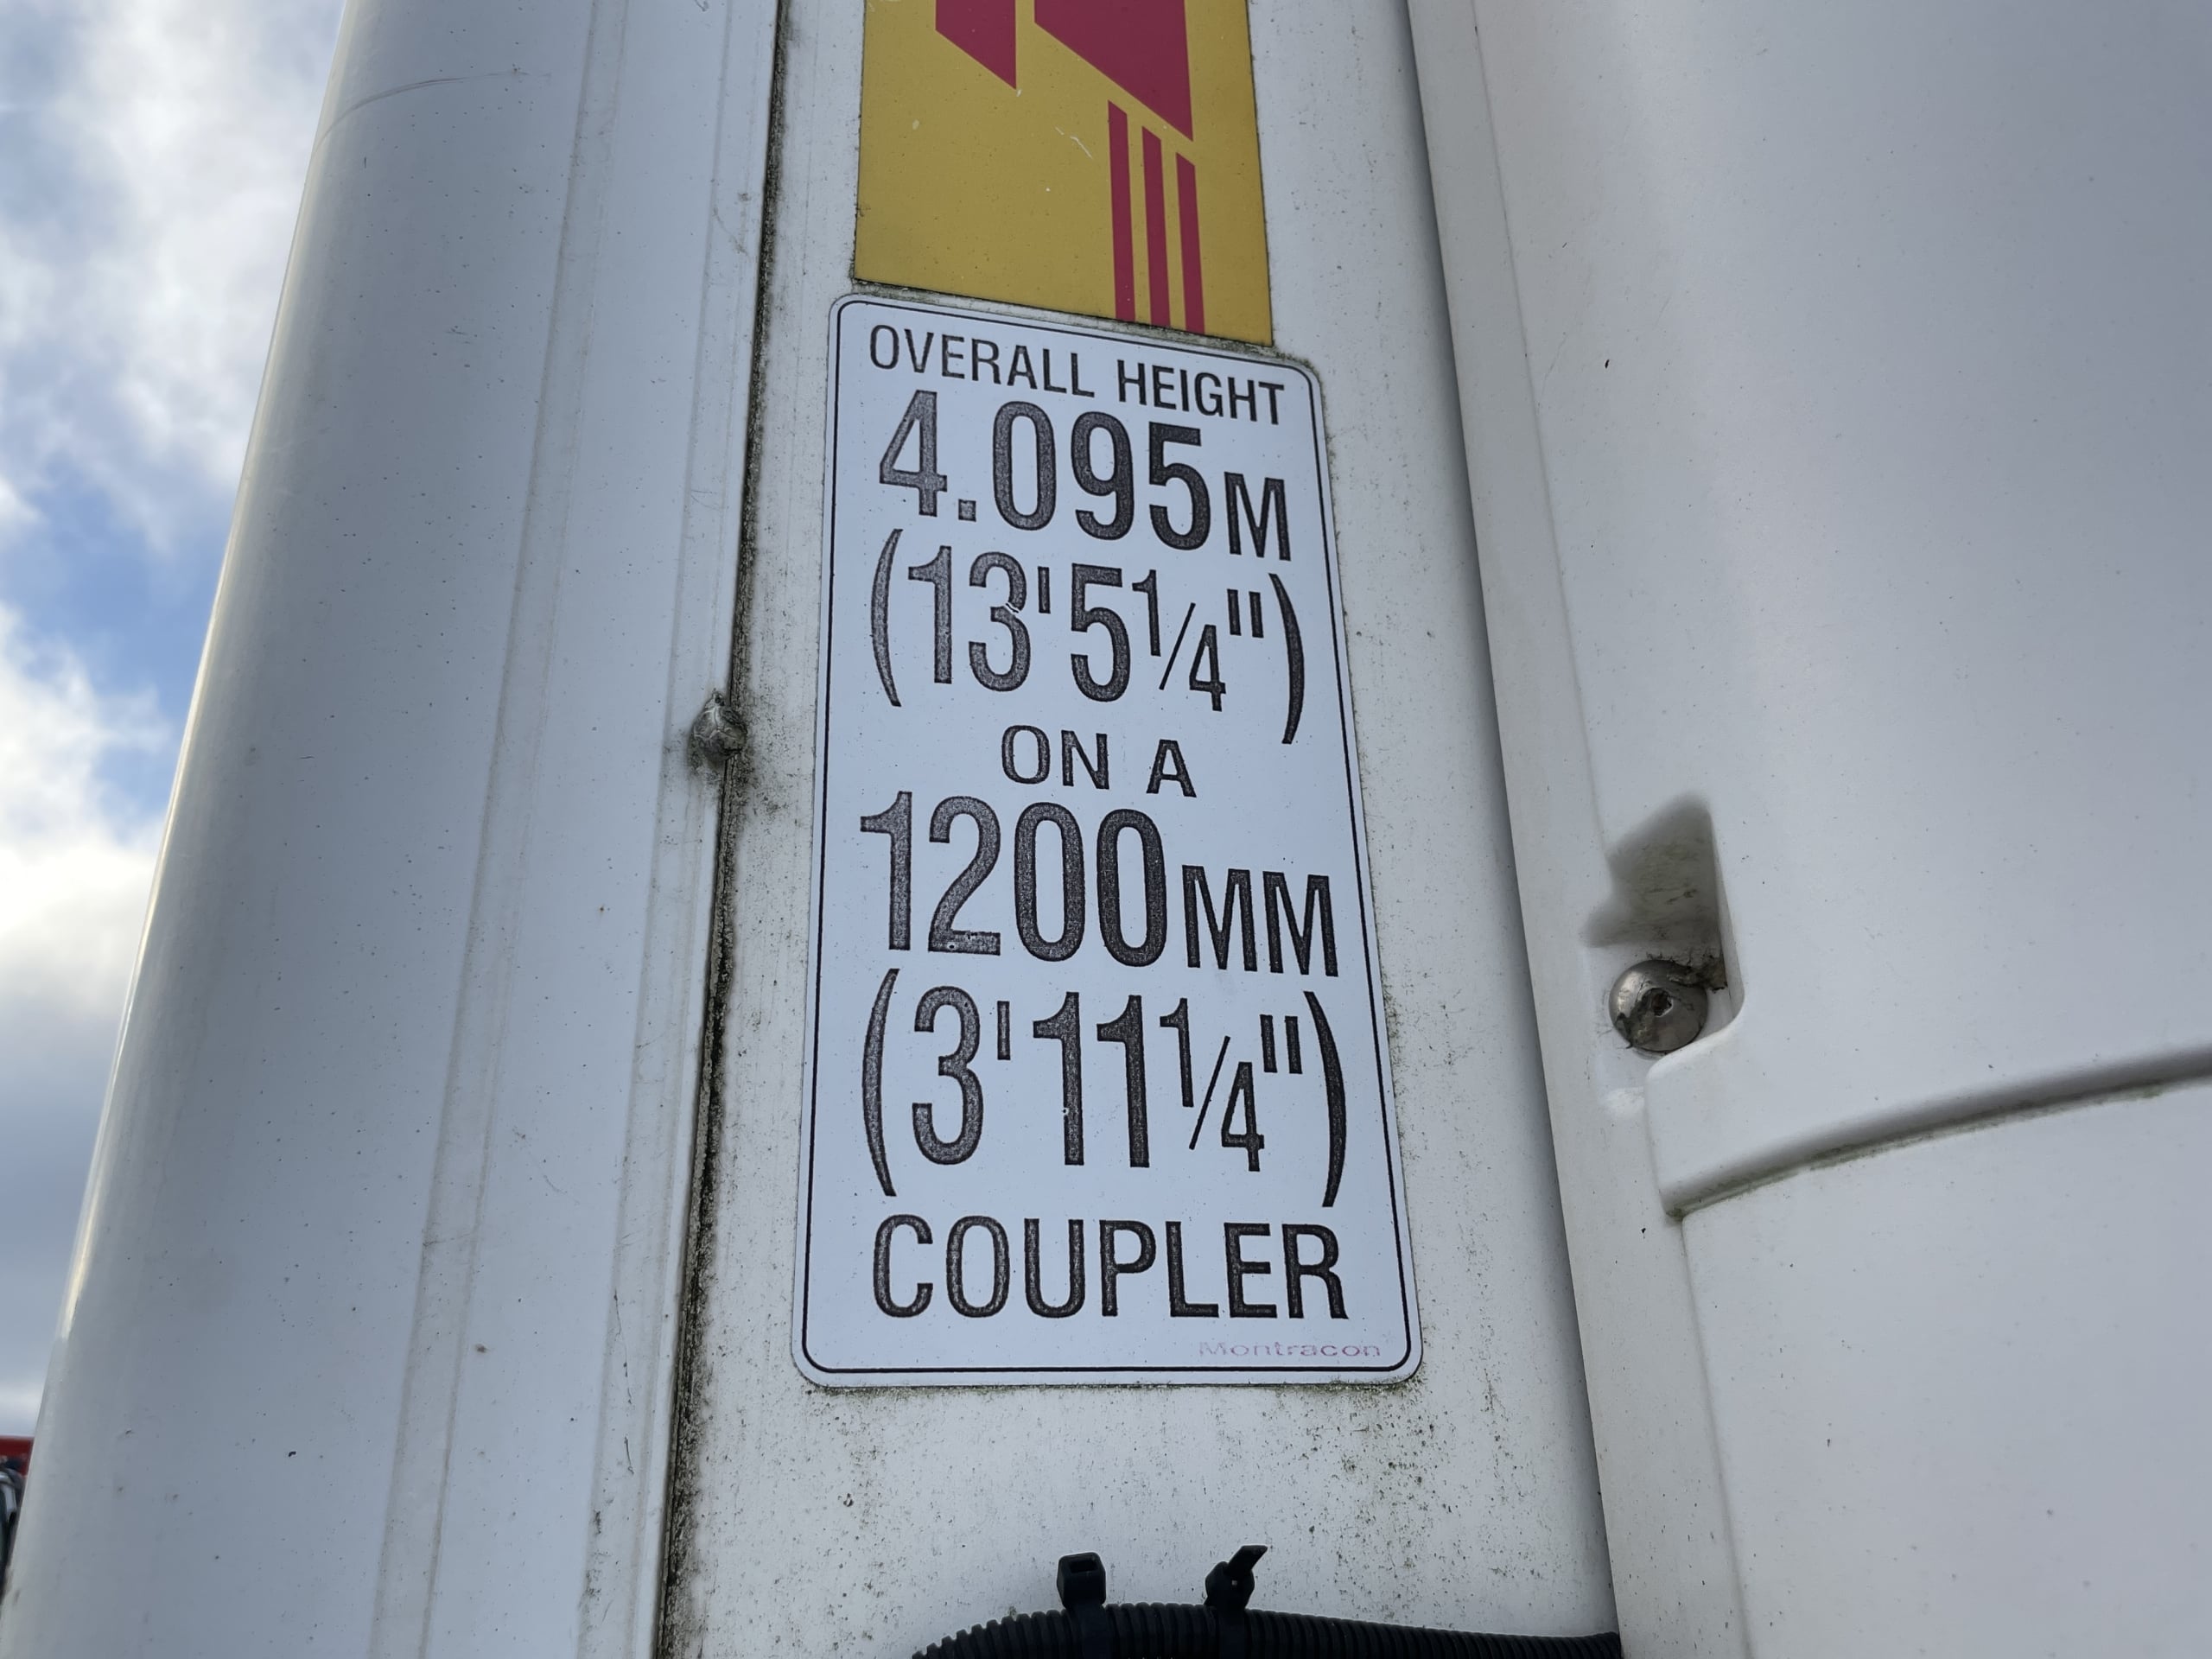 OVERALL HEIGHT
4.095M
(13'5¼")
ON A
1200MM
(3'11¼")
COUPLER
Montracon